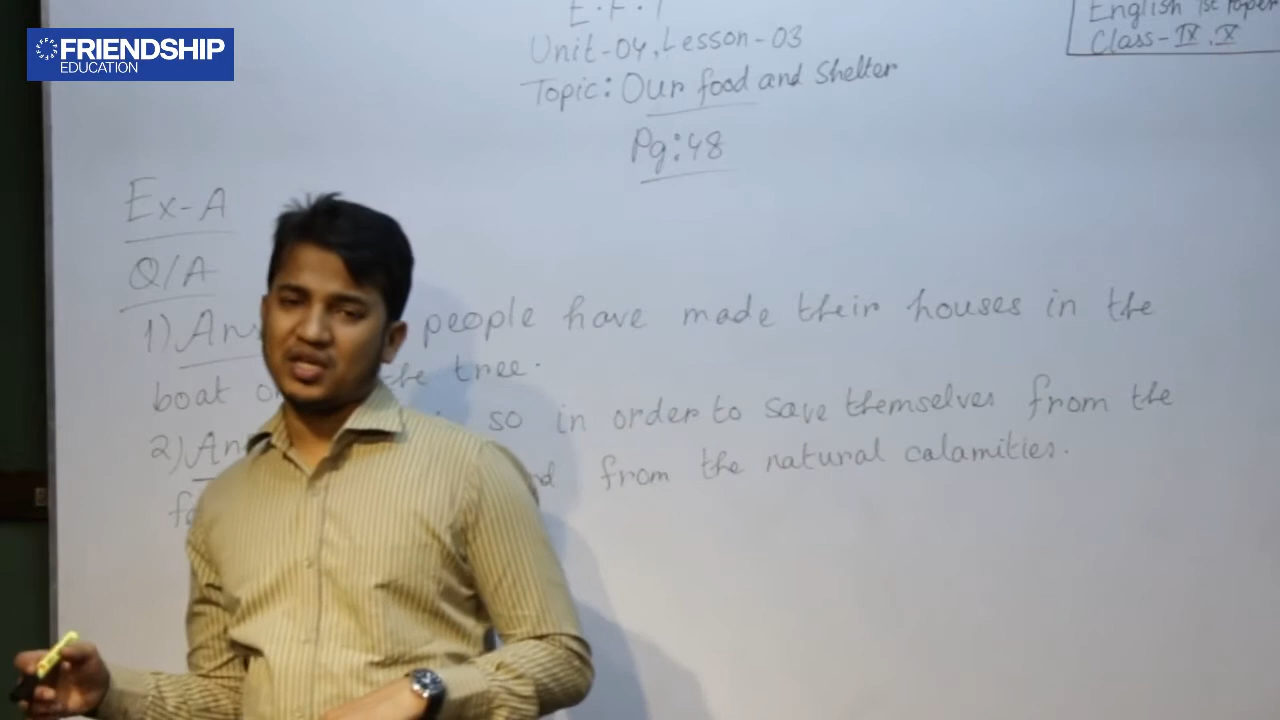 FRIENDSHIP
EDUCATION
E.F.T
English 1st Paper
Class-IX, X
Unit-04, Lesson-03
Topic: Our food and Shelter
Pg:48
Ex-A
Q/A
1) people have made their houses in the
boat the tree.
2) so in order to save themselves from the
from the natural calamities.